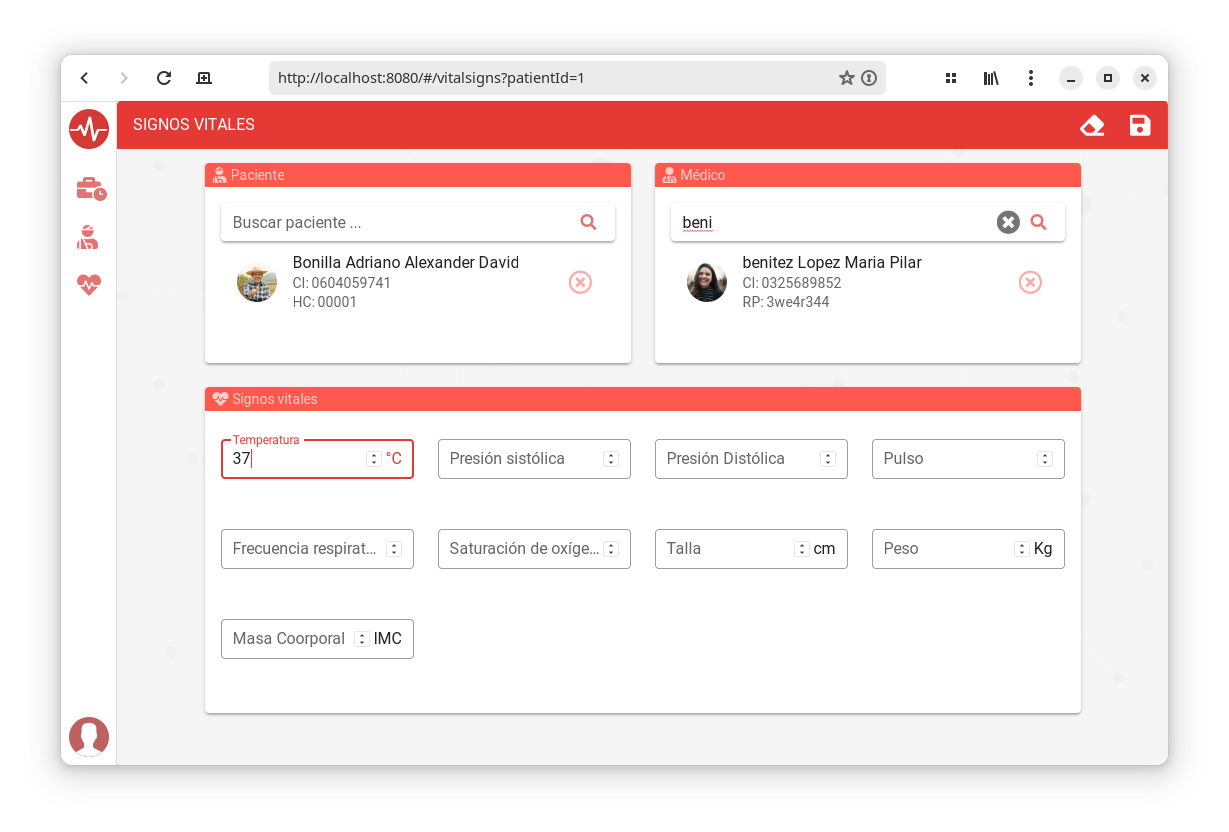 http://localhost:8080/#/vitalsigns?patientId=1
SIGNOS VITALES
Paciente
Buscar paciente ...
Bonilla Adriano Alexander David
CI: 0604059741
HC: 00001
Médico
beni
benitez Lopez Maria Pilar
CI: 0325689852
RP: 3we4r344
Signos vitales
Temperatura
37 °C
Presión sistólica
Presión Distólica
Pulso
Frecuencia respirat...
Saturación de oxíge...
Talla cm
Peso Kg
Masa Coorporal IMC